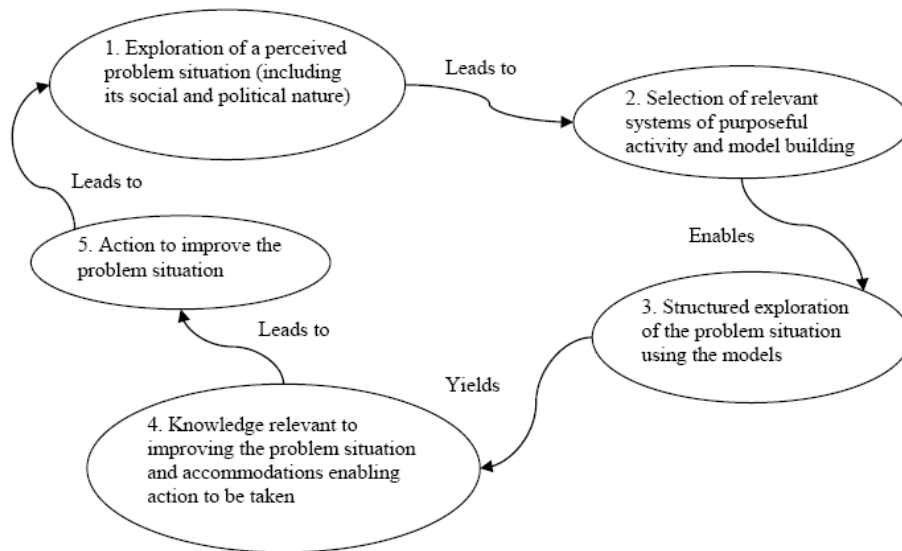 1. Exploration of a perceived
problem situation (including
its social and political nature)
Leads to
2. Selection of relevant
systems of purposeful
activity and model building
Enables
3. Structured exploration
of the problem situation
using the models
Yields
4. Knowledge relevant to
improving the problem situation
and accommodations enabling
action to be taken
Leads to
5. Action to improve the
problem situation
Leads to